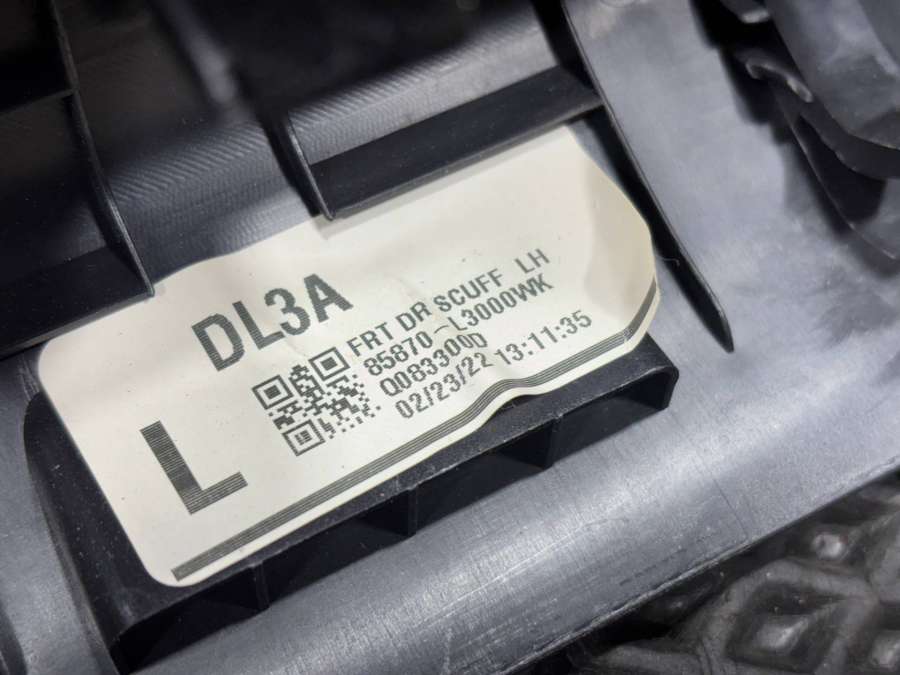 DL3A
FRT DR SCUFF LH
85870-L3000WK
Q083300D
02/23/22 13:11:35
L